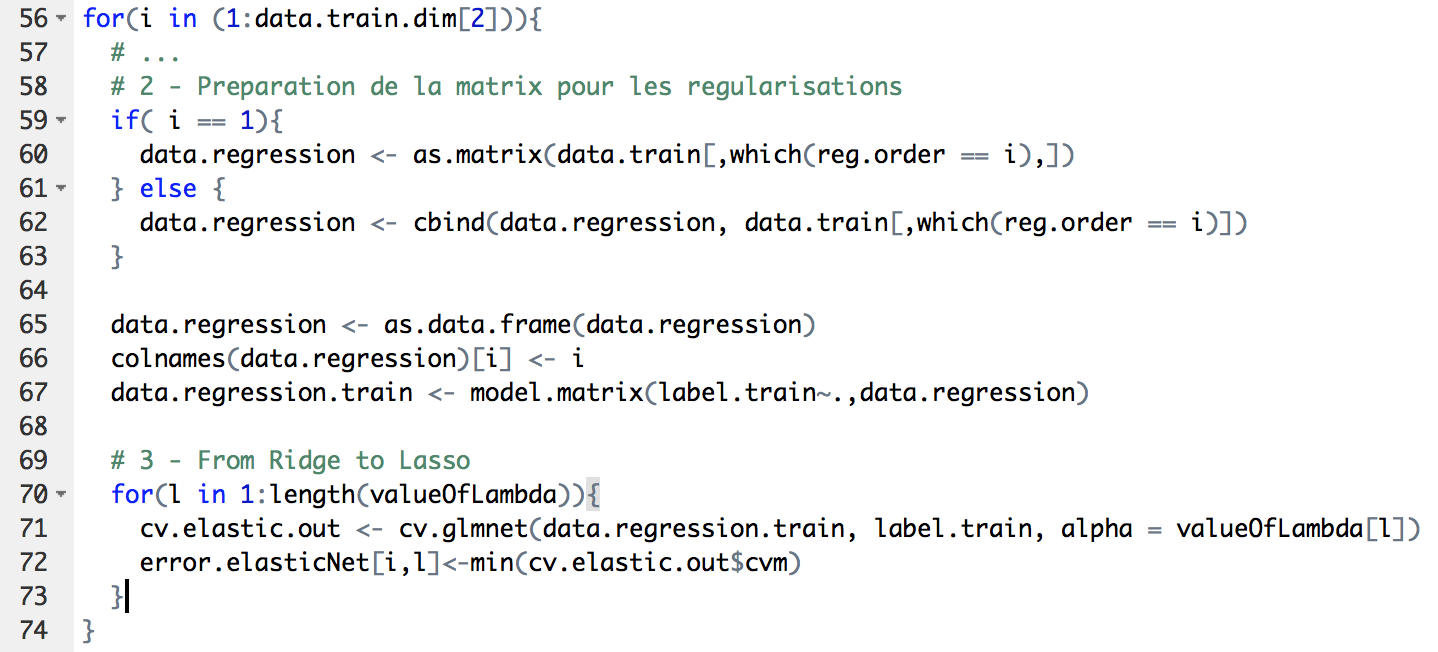 56 for(i in (1:data.train.dim[2])){
57   # ...
58   # 2 - Preparation de la matrix pour les regularisations
59   if( i == 1){
60     data.regression <- as.matrix(data.train[,which(reg.order == i),])
61   } else {
62     data.regression <- cbind(data.regression, data.train[,which(reg.order == i)])
63   }
64
65   data.regression <- as.data.frame(data.regression)
66   colnames(data.regression)[i] <- i
67   data.regression.train <- model.matrix(label.train~.,data.regression)
68
69   # 3 - From Ridge to Lasso
70   for(l in 1:length(valueOfLambda)){
71     cv.elastic.out <- cv.glmnet(data.regression.train, label.train, alpha = valueOfLambda[l])
72     error.elasticNet[i,l]<-min(cv.elastic.out$cvm)
73   }
74 }